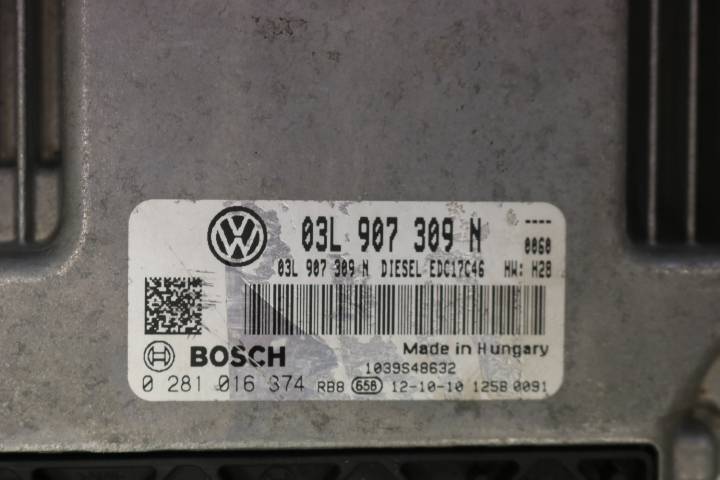 03L 907 309 N ----
0060
03L 907 309 N DIESEL EDC17C46 HW: H28
BOSCH Made in Hungary
1039S48632
0 281 016 374 RB8 656 12-10-10 1258 0091